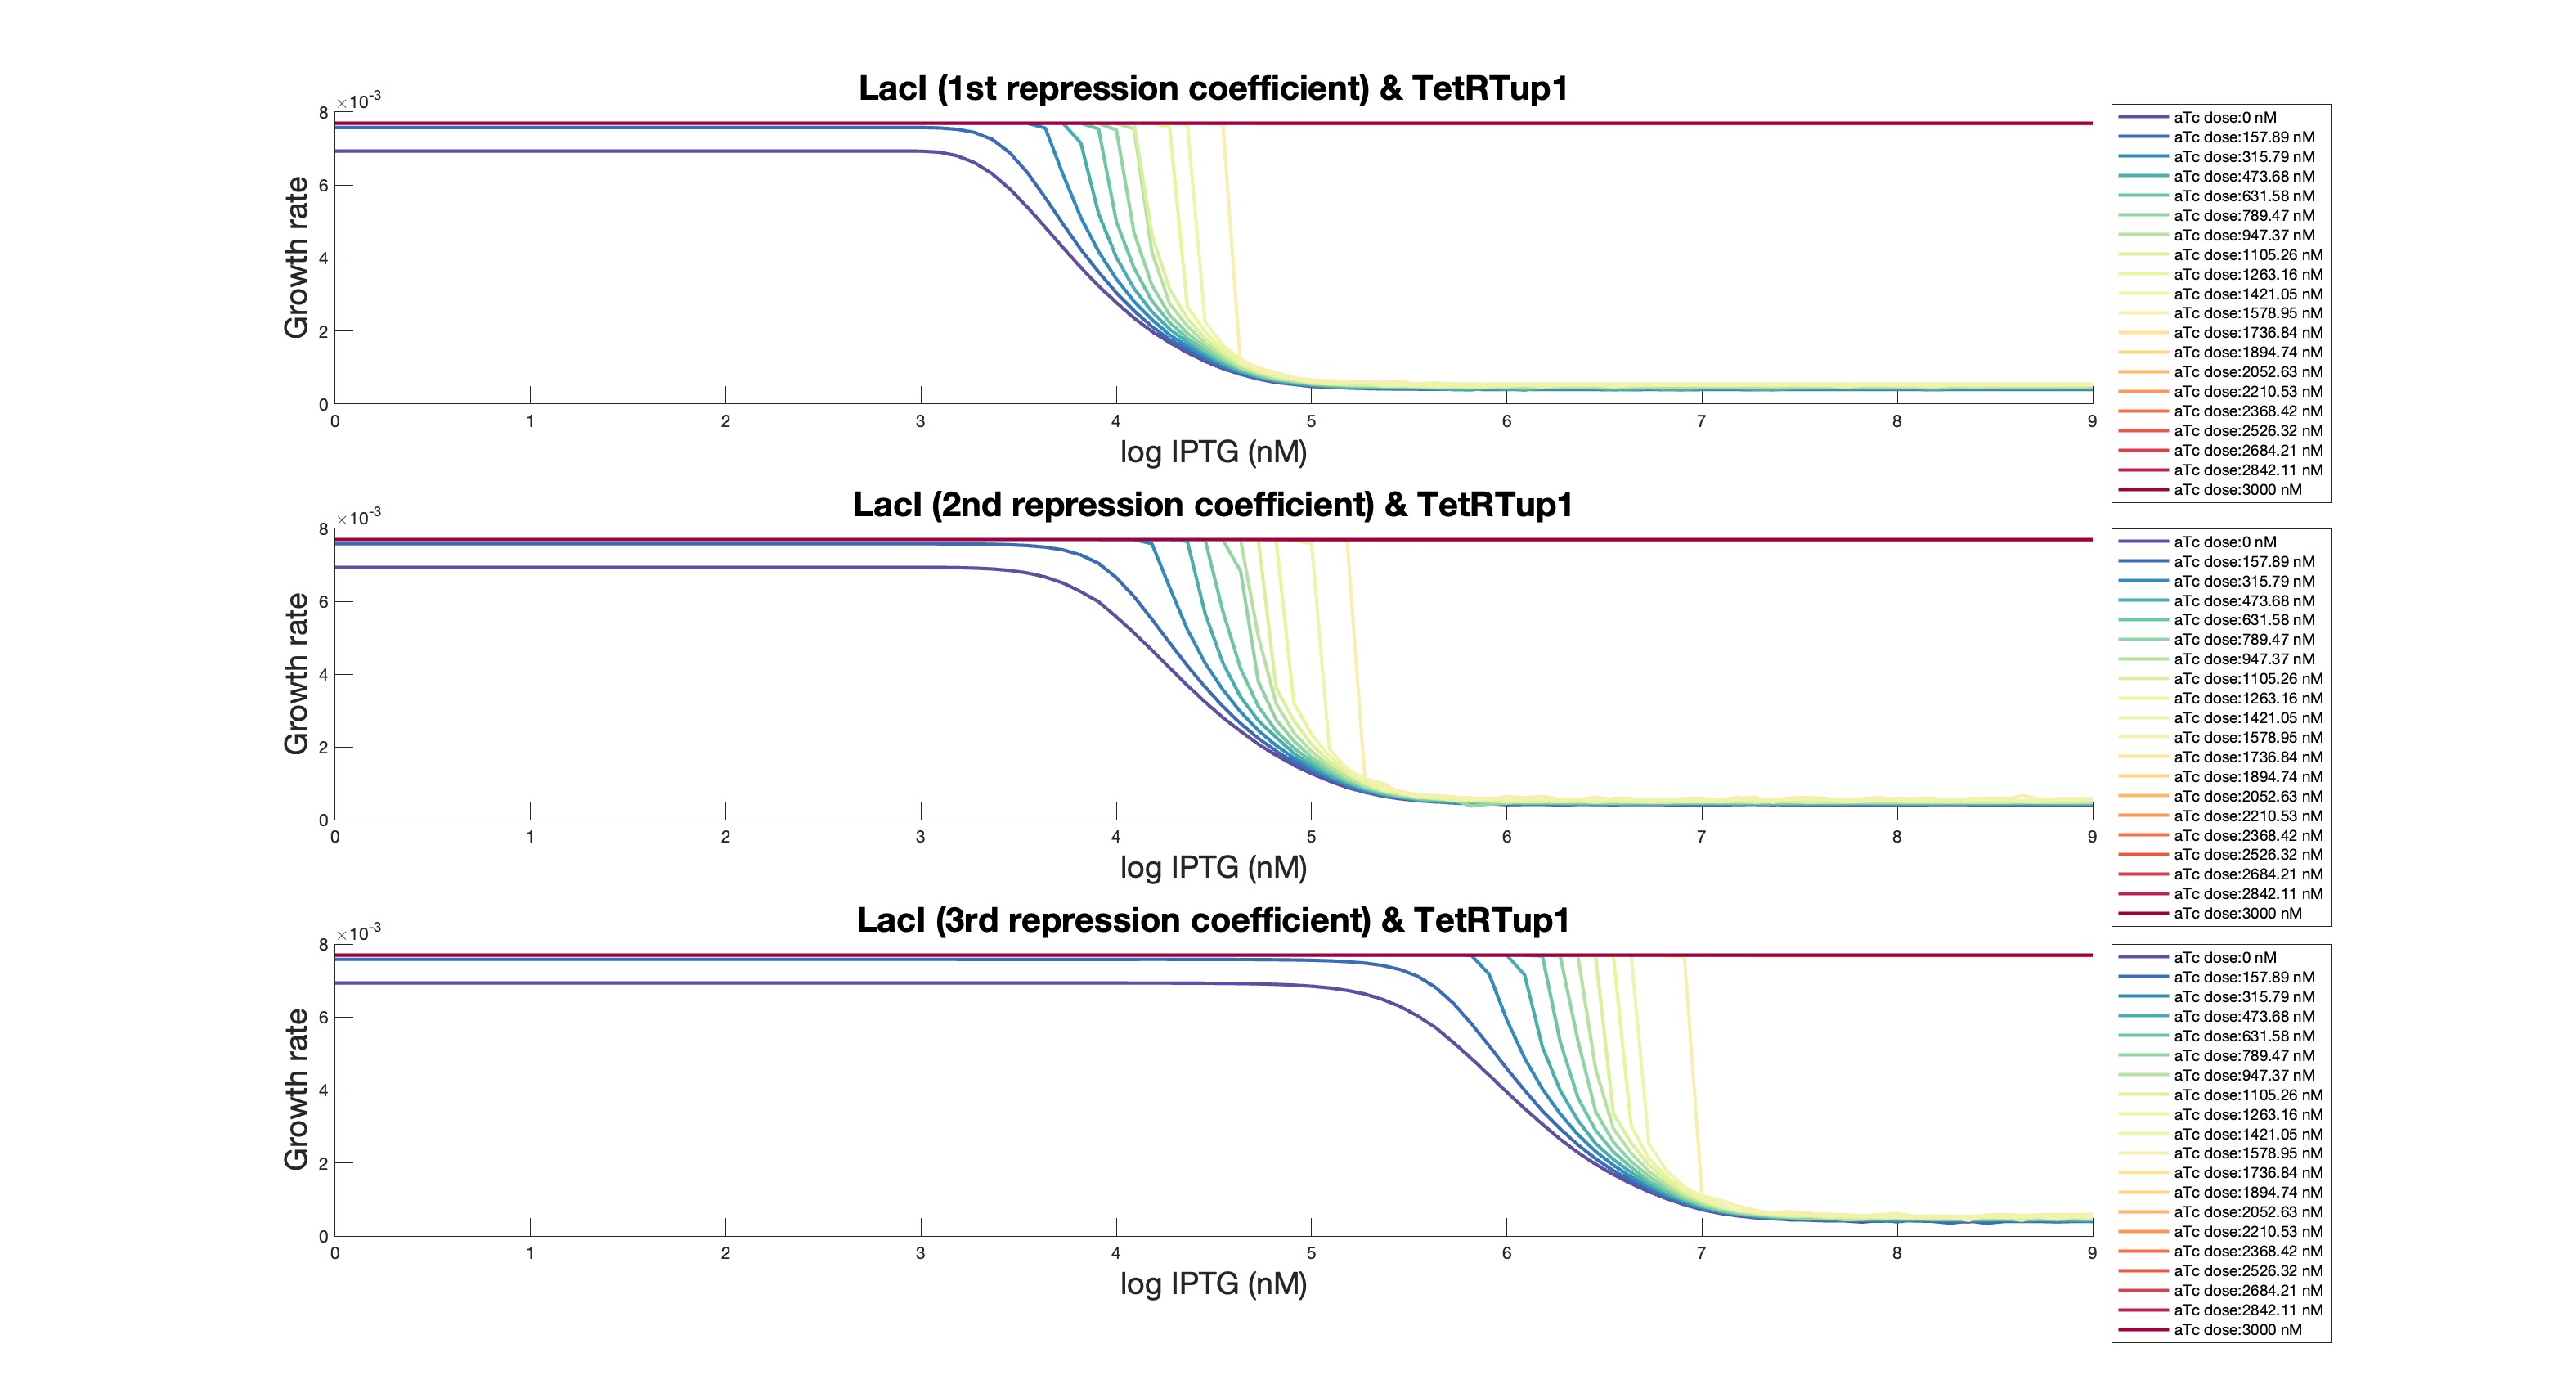 LacI (1st repression coefficient) & TetRTup1
×10-3
8
6
4
2
0
Growth rate
0 1 2 3 4 5 6 7 8 9
log IPTG (nM)
aTc dose:0 nM
aTc dose:157.89 nM
aTc dose:315.79 nM
aTc dose:473.68 nM
aTc dose:631.58 nM
aTc dose:789.47 nM
aTc dose:947.37 nM
aTc dose:1105.26 nM
aTc dose:1263.16 nM
aTc dose:1421.05 nM
aTc dose:1578.95 nM
aTc dose:1736.84 nM
aTc dose:1894.74 nM
aTc dose:2052.63 nM
aTc dose:2210.53 nM
aTc dose:2368.42 nM
aTc dose:2526.32 nM
aTc dose:2684.21 nM
aTc dose:2842.11 nM
aTc dose:3000 nM
LacI (2nd repression coefficient) & TetRTup1
×10-3
8
6
4
2
0
Growth rate
0 1 2 3 4 5 6 7 8 9
log IPTG (nM)
aTc dose:0 nM
aTc dose:157.89 nM
aTc dose:315.79 nM
aTc dose:473.68 nM
aTc dose:631.58 nM
aTc dose:789.47 nM
aTc dose:947.37 nM
aTc dose:1105.26 nM
aTc dose:1263.16 nM
aTc dose:1421.05 nM
aTc dose:1578.95 nM
aTc dose:1736.84 nM
aTc dose:1894.74 nM
aTc dose:2052.63 nM
aTc dose:2210.53 nM
aTc dose:2368.42 nM
aTc dose:2526.32 nM
aTc dose:2684.21 nM
aTc dose:2842.11 nM
aTc dose:3000 nM
LacI (3rd repression coefficient) & TetRTup1
×10-3
8
6
4
2
0
Growth rate
0 1 2 3 4 5 6 7 8 9
log IPTG (nM)
aTc dose:0 nM
aTc dose:157.89 nM
aTc dose:315.79 nM
aTc dose:473.68 nM
aTc dose:631.58 nM
aTc dose:789.47 nM
aTc dose:947.37 nM
aTc dose:1105.26 nM
aTc dose:1263.16 nM
aTc dose:1421.05 nM
aTc dose:1578.95 nM
aTc dose:1736.84 nM
aTc dose:1894.74 nM
aTc dose:2052.63 nM
aTc dose:2210.53 nM
aTc dose:2368.42 nM
aTc dose:2526.32 nM
aTc dose:2684.21 nM
aTc dose:2842.11 nM
aTc dose:3000 nM